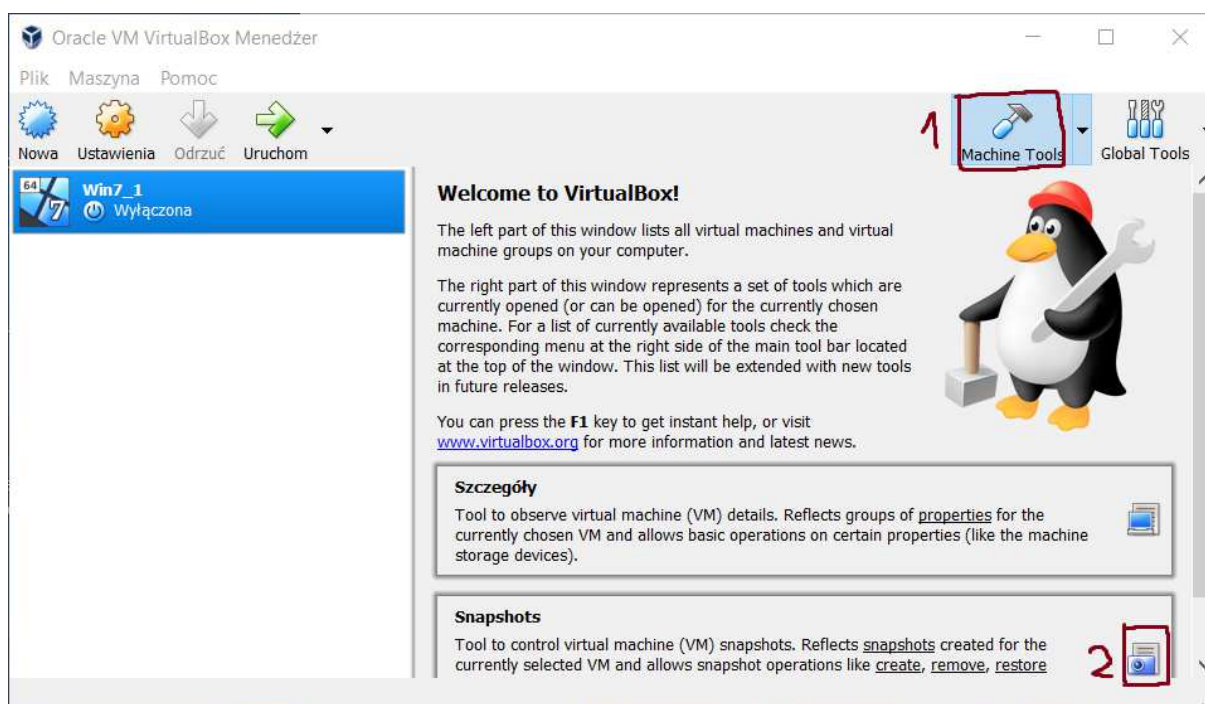 Oracle VM VirtualBox Menedżer
Plik Maszyna Pomoc
Nowa Ustawienia Odrzuć Uruchom
1
Machine Tools Global Tools
64 7 Win7_1
Wyłączona
Welcome to VirtualBox!
The left part of this window lists all virtual machines and virtual
machine groups on your computer.
The right part of this window represents a set of tools which are
currently opened (or can be opened) for the currently chosen
machine. For a list of currently available tools check the
corresponding menu at the right side of the main tool bar located
at the top of the window. This list will be extended with new tools
in future releases.
You can press the F1 key to get instant help, or visit
www.virtualbox.org for more information and latest news.
Szczegóły
Tool to observe virtual machine (VM) details. Reflects groups of properties for the
currently chosen VM and allows basic operations on certain properties (like the machine
storage devices).
Snapshots
Tool to control virtual machine (VM) snapshots. Reflects snapshots created for the
currently selected VM and allows snapshot operations like create, remove, restore
2